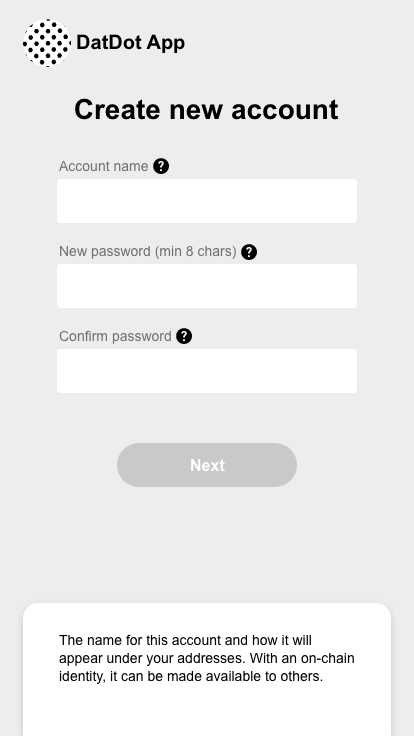 DatDot App
Create new account
Account name ?
New password (min 8 chars) ?
Confirm password ?
Next
The name for this account and how it will
appear under your addresses. With an on-chain
identity, it can be made available to others.